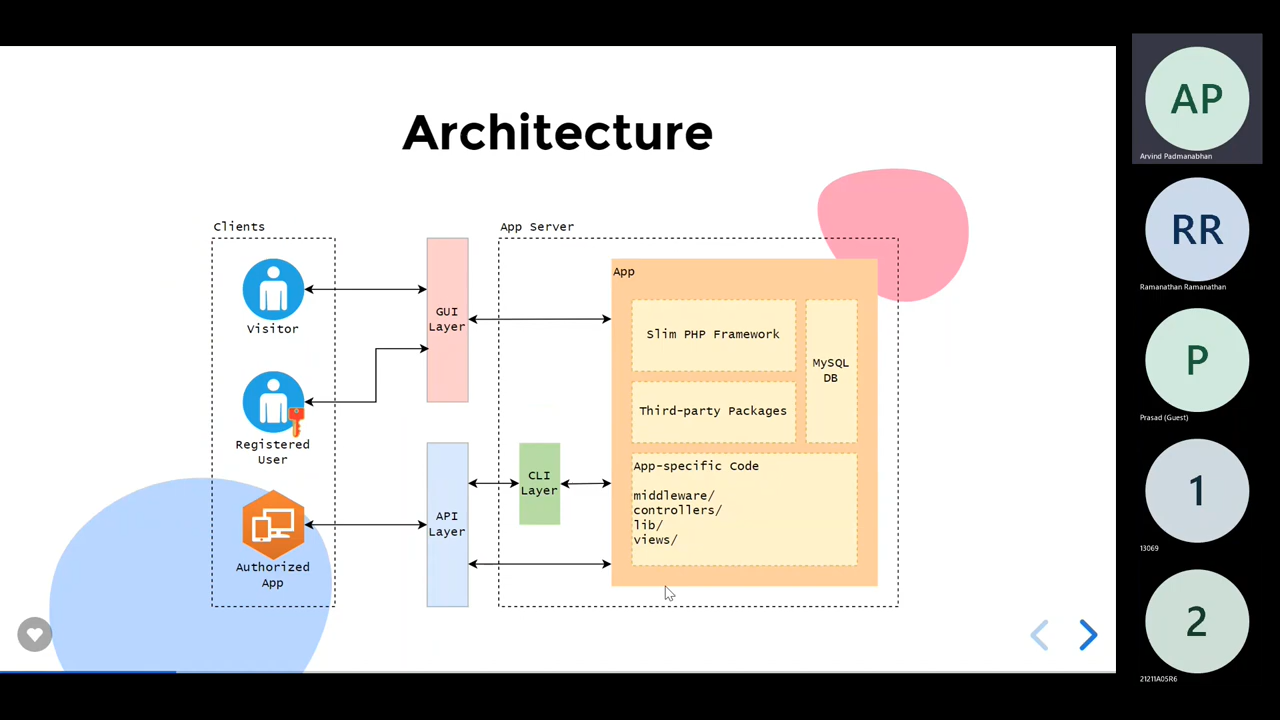 Architecture
Clients
App Server
Visitor
Registered
User
Authorized
App
GUI
Layer
API
Layer
CLI
Layer
App
Slim PHP Framework
Third-party Packages
MySQL
DB
App-specific Code
middleware/
controllers/
lib/
views/
AP
Arvind Padmanabhan
RR
Ramanathan Ramanathan
P
Prasad (Guest)
1
13069
2
21211A05R6